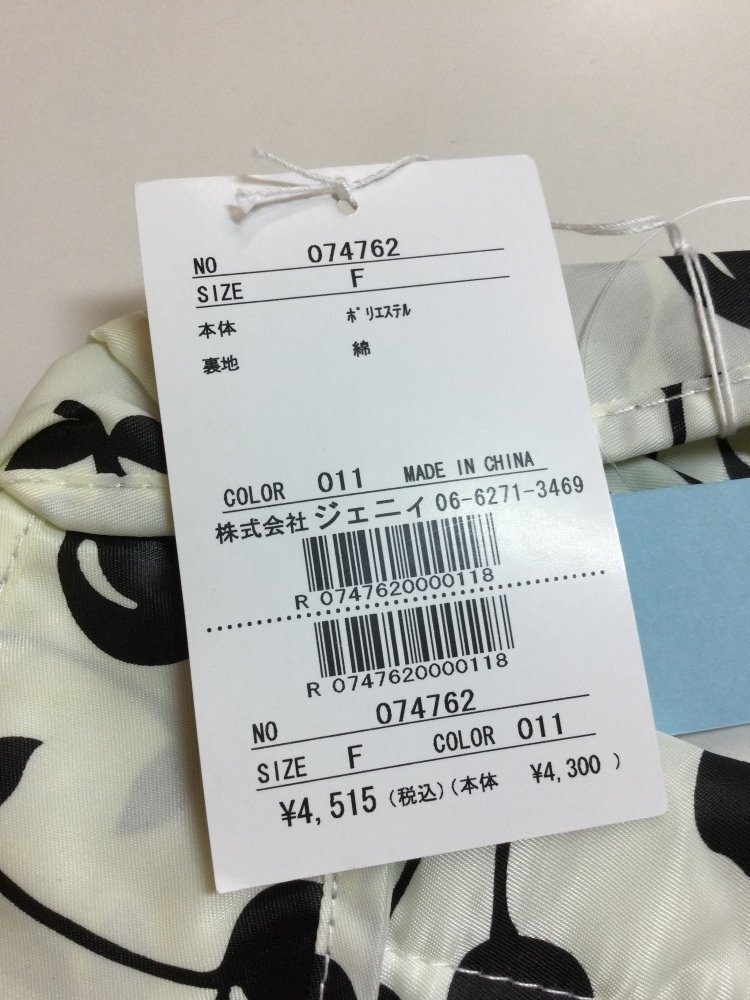 NO 074762
SIZE F
本体 ポリエステル
裏地 綿
COLOR 011 MADE IN CHINA
株式会社 ジェニィ 06-6271-3469
R 0747620000118
R 0747620000118
NO 074762
SIZE F COLOR 011
¥4,515 (税込)(本体 ¥4,300 )